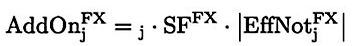 AddOn_j^FX = _j · SF^FX · |EffNot_j^FX|